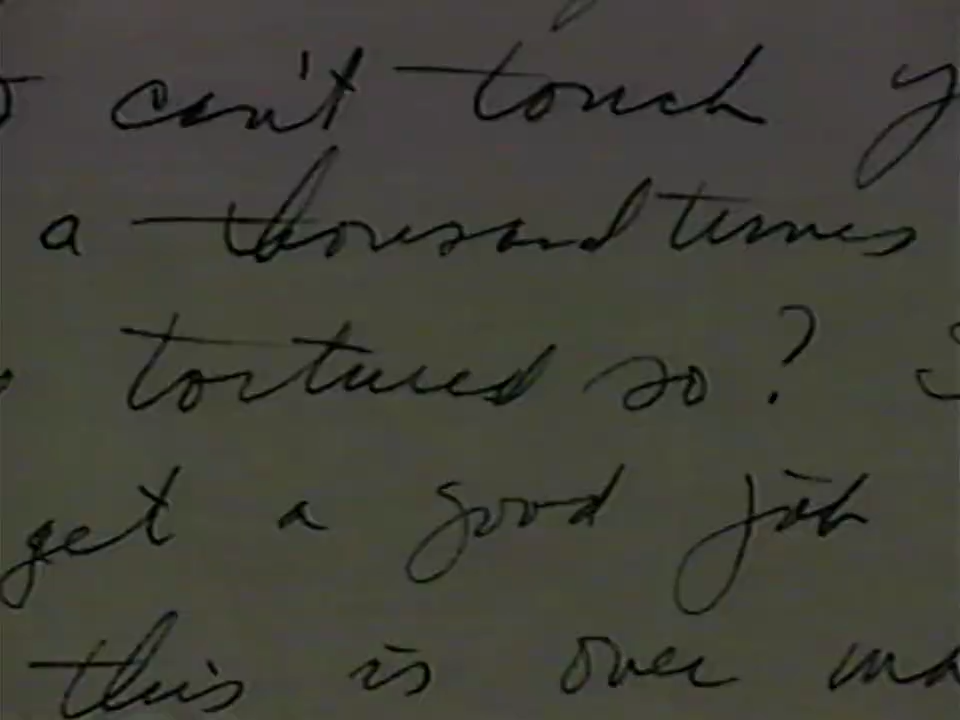 can't touch y
a thousand times
tortured so?
get a good job
this is over